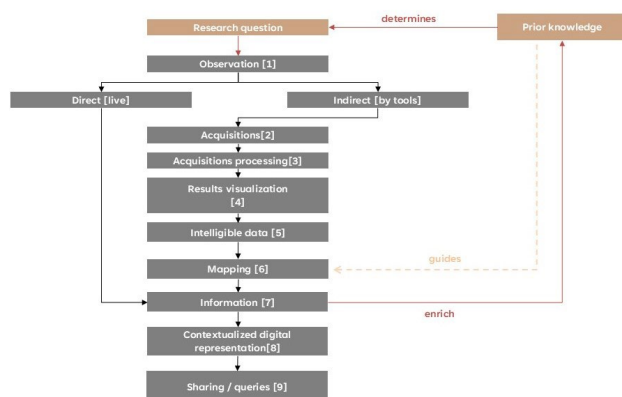 determines
Research question
Prior knowledge
Observation [1]
Direct [live]
Indirect [by tools]
Acquisitions[2]
Acquisitions processing[3]
Results visualization
[4]
Intelligible data [5]
guides
Mapping [6]
Information [7]
enrich
Contextualized digital
representation[8]
Sharing / queries [9]